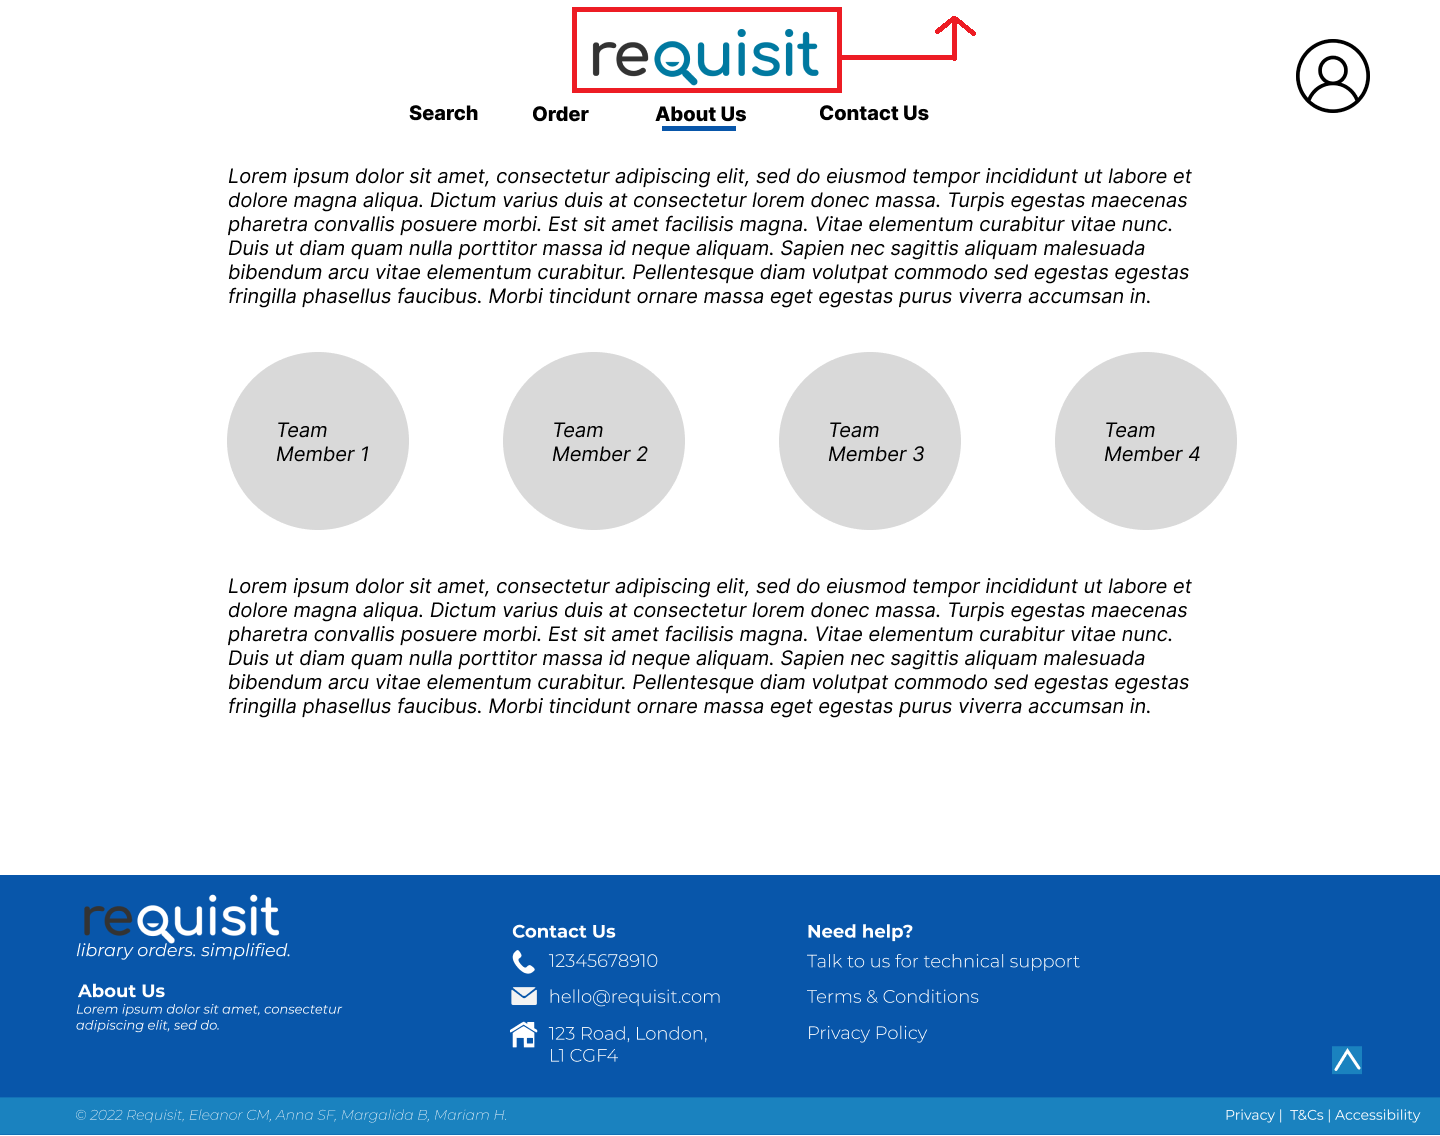 requisit
Search Order About Us Contact Us
Lorem ipsum dolor sit amet, consectetur adipiscing elit, sed do eiusmod tempor incididunt ut labore et
dolore magna aliqua. Dictum varius duis at consectetur lorem donec massa. Turpis egestas maecenas
pharetra convallis posuere morbi. Est sit amet facilisis magna. Vitae elementum curabitur vitae nunc.
Duis ut diam quam nulla porttitor massa id neque aliquam. Sapien nec sagittis aliquam malesuada
bibendum arcu vitae elementum curabitur. Pellentesque diam volutpat commodo sed egestas egestas
fringilla phasellus faucibus. Morbi tincidunt ornare massa eget egestas purus viverra accumsan in.
Team
Member 1
Team
Member 2
Team
Member 3
Team
Member 4
Lorem ipsum dolor sit amet, consectetur adipiscing elit, sed do eiusmod tempor incididunt ut labore et
dolore magna aliqua. Dictum varius duis at consectetur lorem donec massa. Turpis egestas maecenas
pharetra convallis posuere morbi. Est sit amet facilisis magna. Vitae elementum curabitur vitae nunc.
Duis ut diam quam nulla porttitor massa id neque aliquam. Sapien nec sagittis aliquam malesuada
bibendum arcu vitae elementum curabitur. Pellentesque diam volutpat commodo sed egestas egestas
fringilla phasellus faucibus. Morbi tincidunt ornare massa eget egestas purus viverra accumsan in.
requisit
library orders. simplified.
About Us
Lorem ipsum dolor sit amet, consectetur
adipiscing elit, sed do.
Contact Us
12345678910
hello@requisit.com
123 Road, London,
L1 CGF4
Need help?
Talk to us for technical support
Terms & Conditions
Privacy Policy
© 2022 Requisit, Eleanor CM, Anna SF, Margalida B, Mariam H.
Privacy | T&Cs | Accessibility